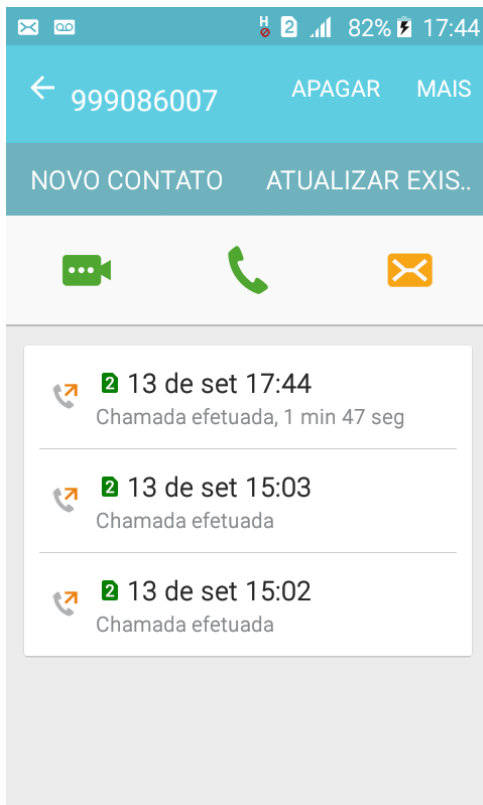 H 2 82% 17:44
999086007 APAGAR MAIS
NOVO CONTATO ATUALIZAR EXIS..
2 13 de set 17:44
Chamada efetuada, 1 min 47 seg
2 13 de set 15:03
Chamada efetuada
2 13 de set 15:02
Chamada efetuada